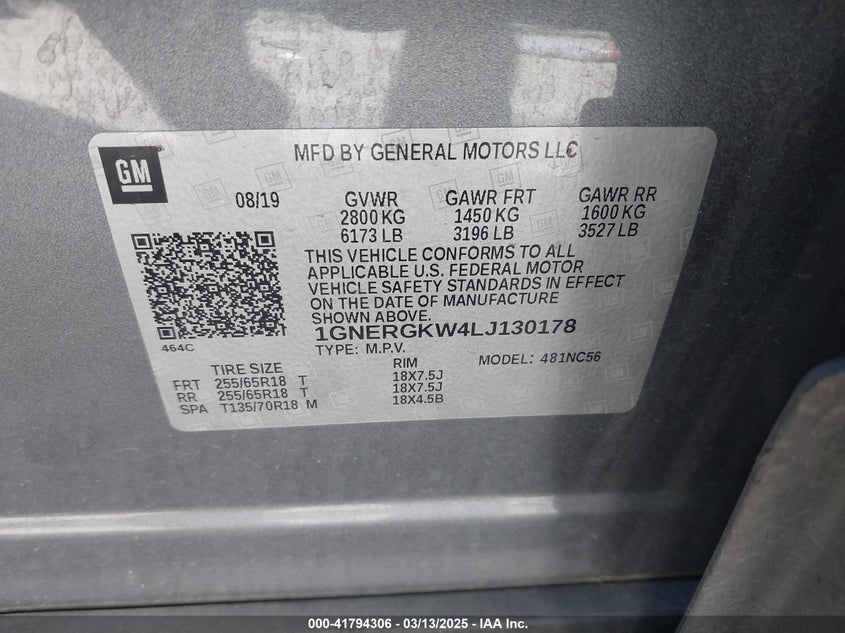 GM
MFD BY GENERAL MOTORS LLC
08/19 GVWR GAWR FRT GAWR RR
2800 KG 1450 KG 1600 KG
6173 LB 3196 LB 3527 LB
THIS VEHICLE CONFORMS TO ALL
APPLICABLE U.S. FEDERAL MOTOR
VEHICLE SAFETY STANDARDS IN EFFECT
ON THE DATE OF MANUFACTURE
SHOWN ABOVE.
1GNERGKW4LJ130178
464C
TYPE: M.P.V. MODEL: 481NC56
TIRE SIZE RIM
FRT 255/65R18 T 18X7.5J
RR 255/65R18 T 18X7.5J
SPA T135/70R18 M 18X4.5B
000-41794306 — 03/13/2025 — IAA Inc.